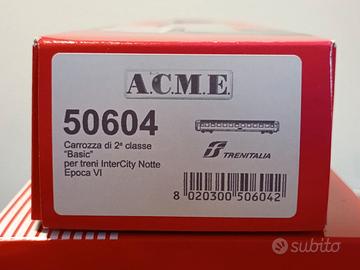 A.C.M.E.
50604
Carrozza di 2ª classe
"Basic"
per treni InterCity Notte
Epoca VI
TRENITALIA
8 020300 506042
subito